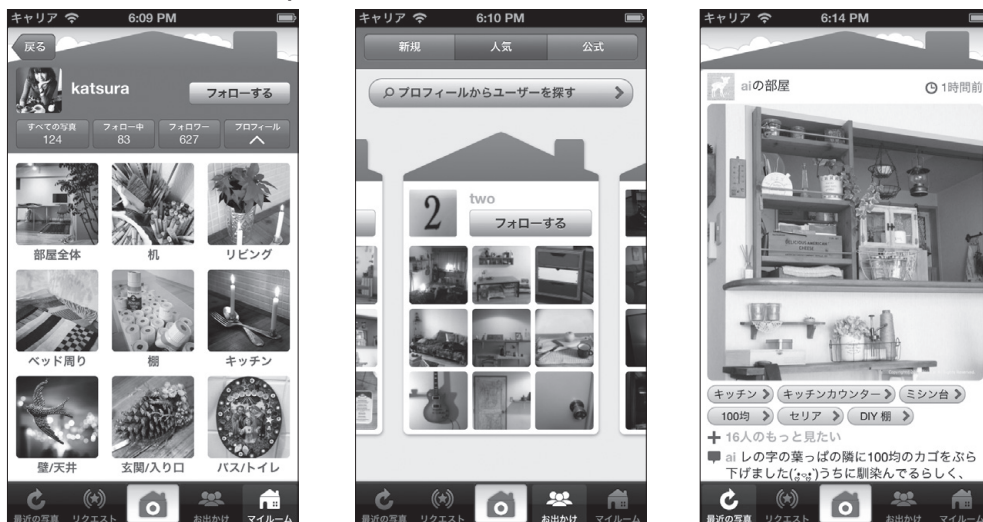 キャリア 6:09 PM
戻る
katsura
フォローする
すべての写真 フォロー中 フォロワー プロフィール
124 83 627
部屋全体 机 リビング
ベッド周り 棚 キッチン
壁/天井 玄関/入り口 バス/トイレ
最近の写真 リクエスト お出かけ マイルーム
キャリア 6:10 PM
新規 人気 公式
プロフィールからユーザーを探す
2
two
フォローする
最近の写真 リクエスト お出かけ マイルーム
キャリア 6:14 PM
aiの部屋 1時間前
キッチン キッチンカウンター ミシン台
100均 セリア DIY 棚
16人のもっと見たい
ai レの字の葉っぱの隣に100均のカゴをぶら
うちに馴染んでるらしく、
最近の写真 リクエスト お出かけ マイルーム